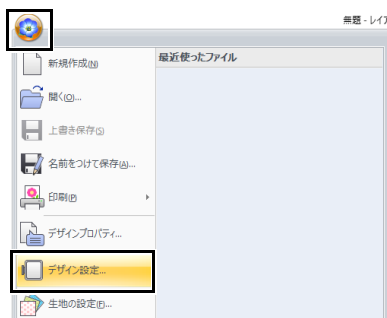 無題 - レイア
最近使ったファイル
新規作成(N)
開く(O)...
上書き保存(S)
名前をつけて保存(A)...
印刷(P)
デザインプロパティ...
デザイン設定...
生地の設定(F)...